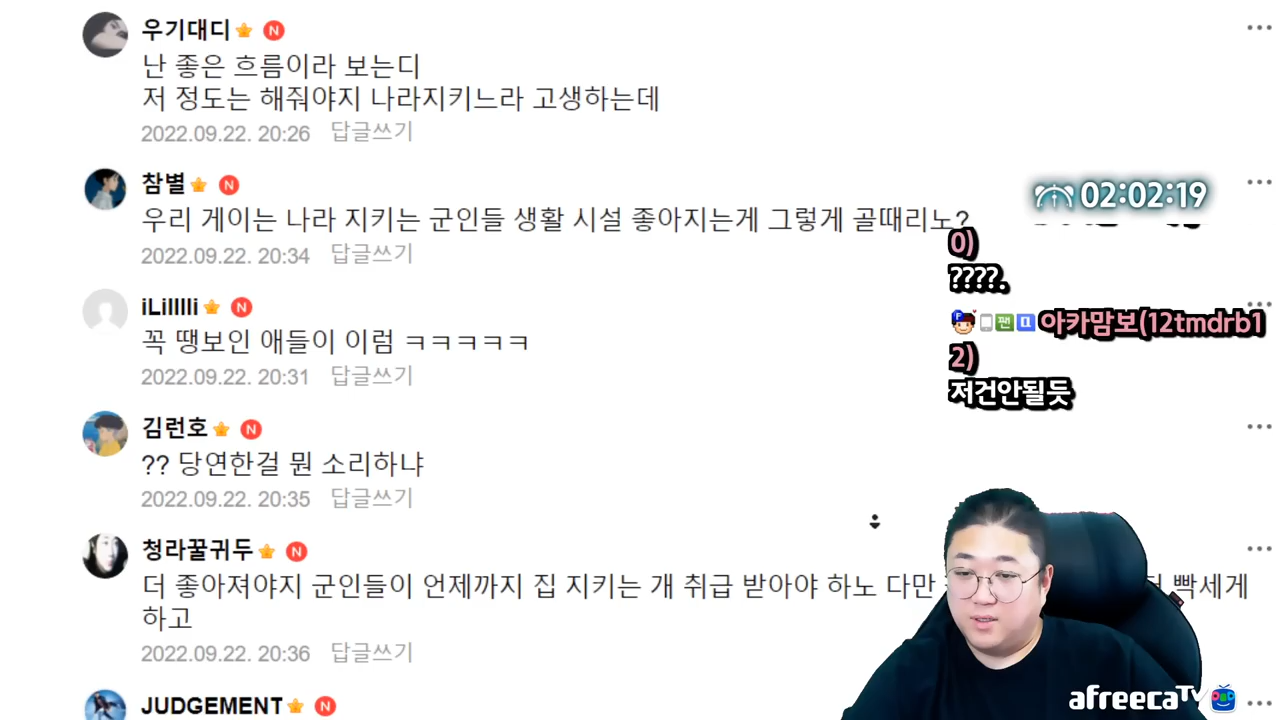 우기대디
난 좋은 흐름이라 보는디
저 정도는 해줘야지 나라지키느라 고생하는데
2022.09.22. 20:26 답글쓰기
참별
우리 게이는 나라 지키는 군인들 생활 시설 좋아지는게 그렇게 골때리노?
2022.09.22. 20:34 답글쓰기
02:02:19
0)
????.
iLilllli
꼭 땡보인 애들이 이럼 ㅋㅋㅋㅋㅋ
2022.09.22. 20:31 답글쓰기
아카맘보(12tmdrb1
2)
저건안될듯
김런호
?? 당연한걸 뭔 소리하냐
2022.09.22. 20:35 답글쓰기
청라꿀귀두
더 좋아져야지 군인들이 언제까지 집 지키는 개 취급 받아야 하노 다만 빡세게
하고
2022.09.22. 20:36 답글쓰기
JUDGEMENT
afreecaTV